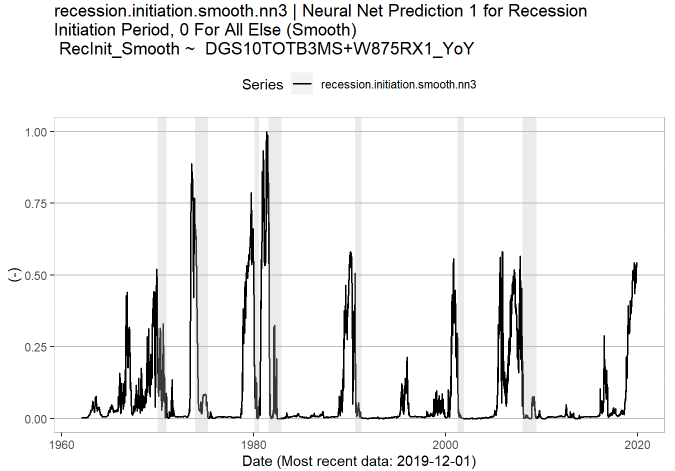 recession.initiation.smooth.nn3 | Neural Net Prediction 1 for Recession
Initiation Period, 0 For All Else (Smooth)
RecInit_Smooth ~ DGS10TOTB3MS+W875RX1_YoY
Series recession.initiation.smooth.nn3
1.00
0.75
0.50
0.25
0.00
(-)
1960 1980 2000 2020
Date (Most recent data: 2019-12-01)